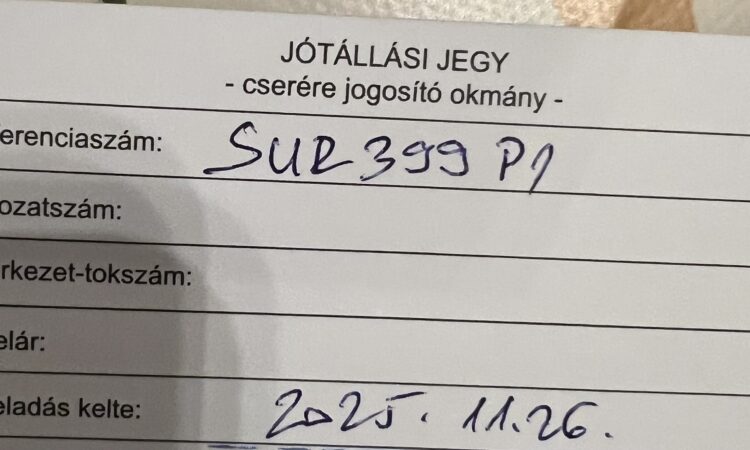 JÓTÁLLÁSI JEGY
- cserére jogosító okmány -
erenciaszám: SUR399P1
ozatszám:
rkezet-tokszám:
elár:
eladás kelte: 2025. 11.26.